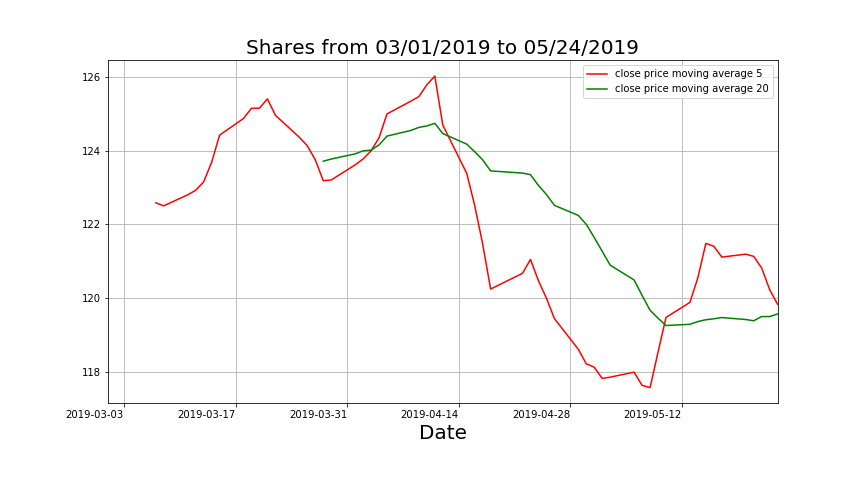 Shares from 03/01/2019 to 05/24/2019
close price moving average 5
close price moving average 20
126
124
122
120
118
2019-03-03 2019-03-17 2019-03-31 2019-04-14 2019-04-28 2019-05-12
Date